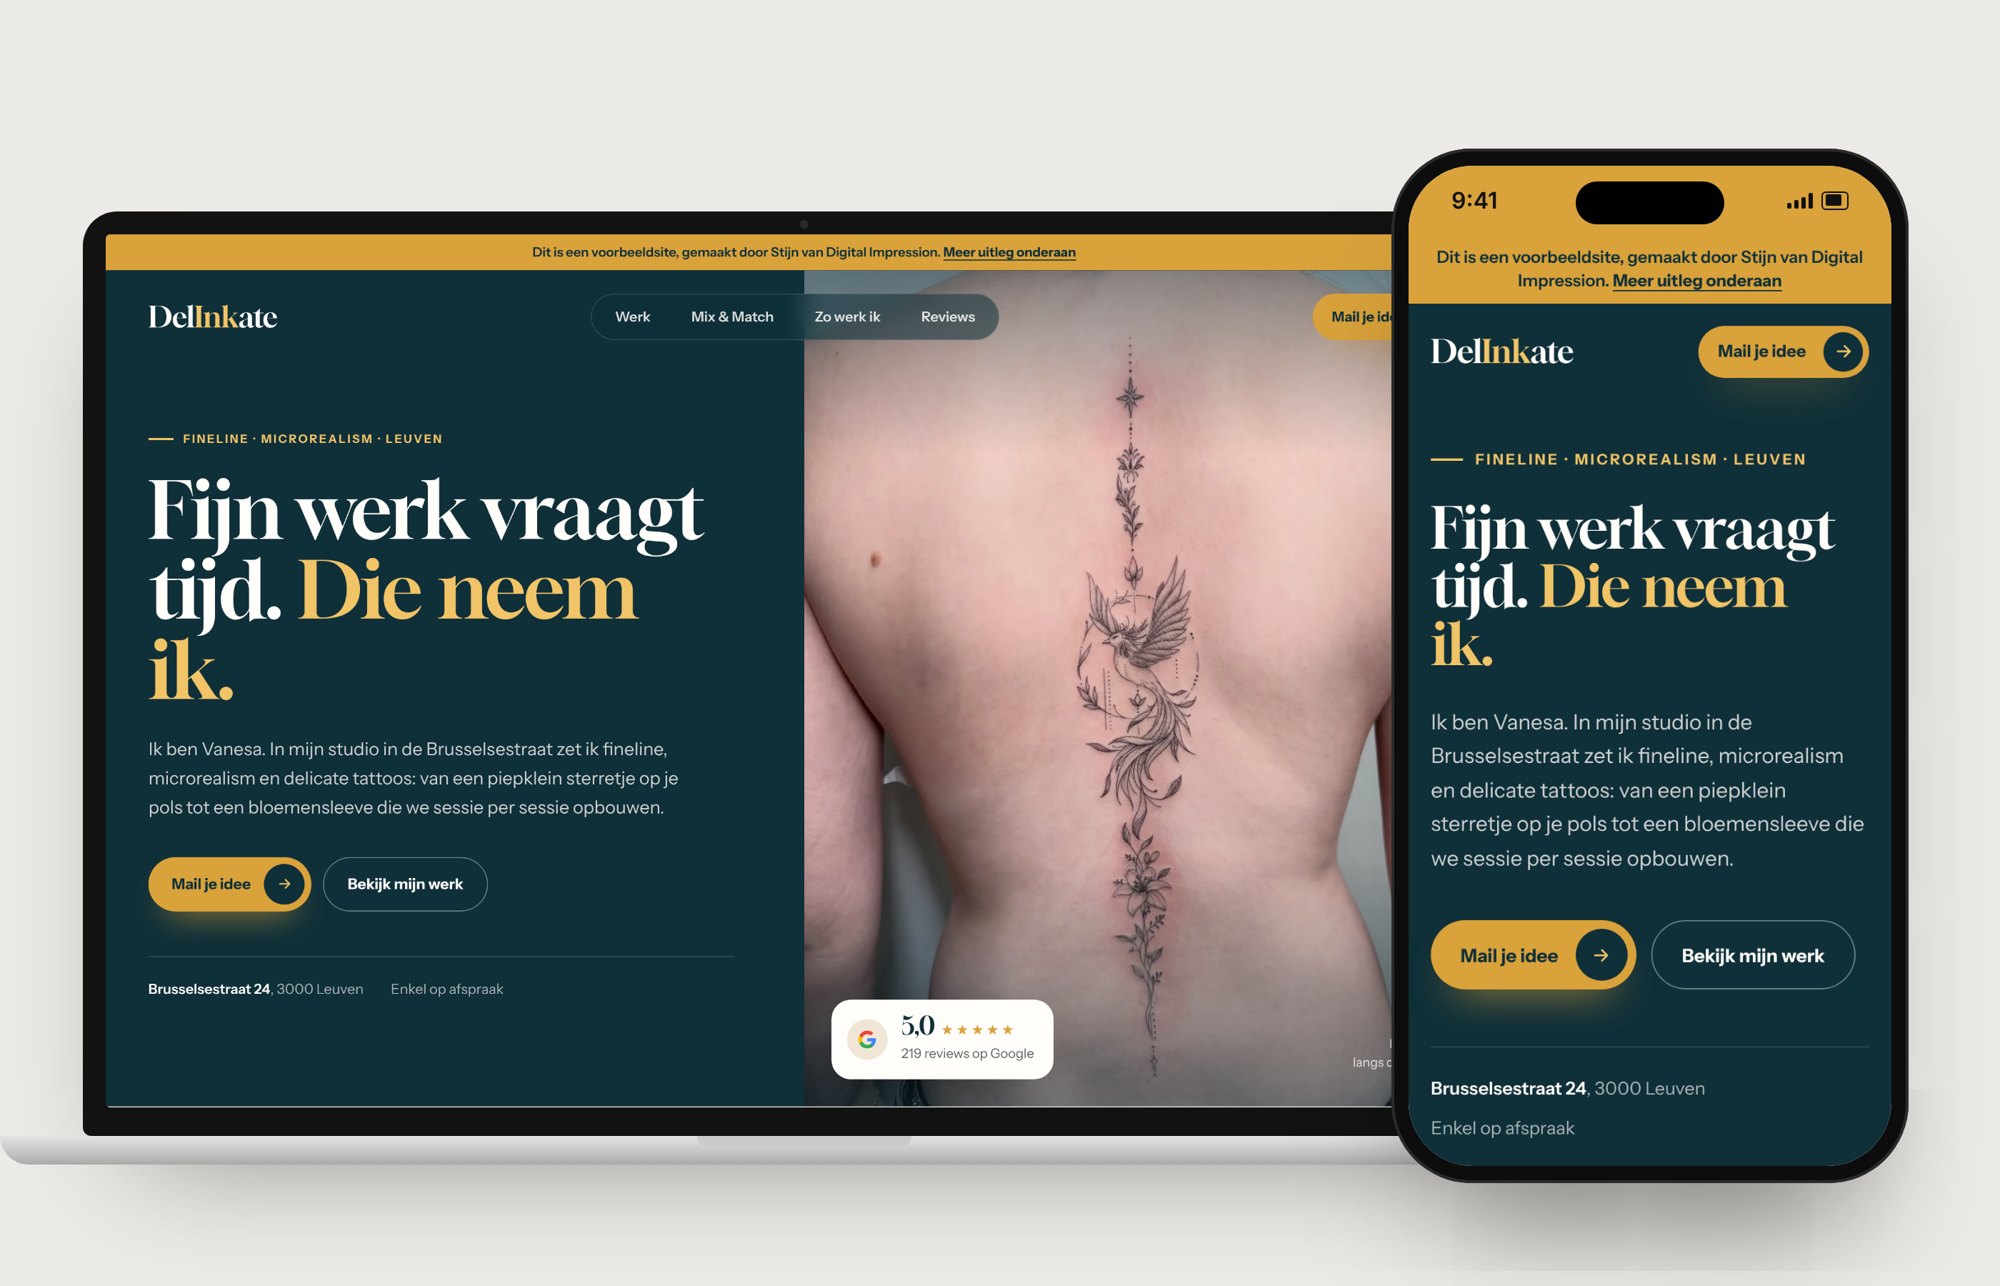 Dit is een voorbeeldsite, gemaakt door Stijn van Digital Impression. Meer uitleg onderaan
DelInkate
Werk
Mix & Match
Zo werk ik
Reviews
Mail je
FINELINE · MICROREALISM · LEUVEN
Fijn werk vraagt
tijd. Die neem
ik.
Ik ben Vanesa. In mijn studio in de Brusselsestraat zet ik fineline,
microrealism en delicate tattoos: van een piepklein sterretje op je
pols tot een bloemensleeve die we sessie per sessie opbouwen.
Mail je idee
Bekijk mijn werk
Brusselsestraat 24, 3000 Leuven
Enkel op afspraak
5,0
219 reviews op Google
langs
9:41
Dit is een voorbeeldsite, gemaakt door Stijn van Digital
Impression. Meer uitleg onderaan
DelInkate
Mail je idee
FINELINE · MICROREALISM · LEUVEN
Fijn werk vraagt
tijd. Die neem
ik.
Ik ben Vanesa. In mijn studio in de
Brusselsestraat zet ik fineline, microrealism
en delicate tattoos: van een piepklein
sterretje op je pols tot een bloemensleeve die
we sessie per sessie opbouwen.
Mail je idee
Bekijk mijn werk
Brusselsestraat 24, 3000 Leuven
Enkel op afspraak